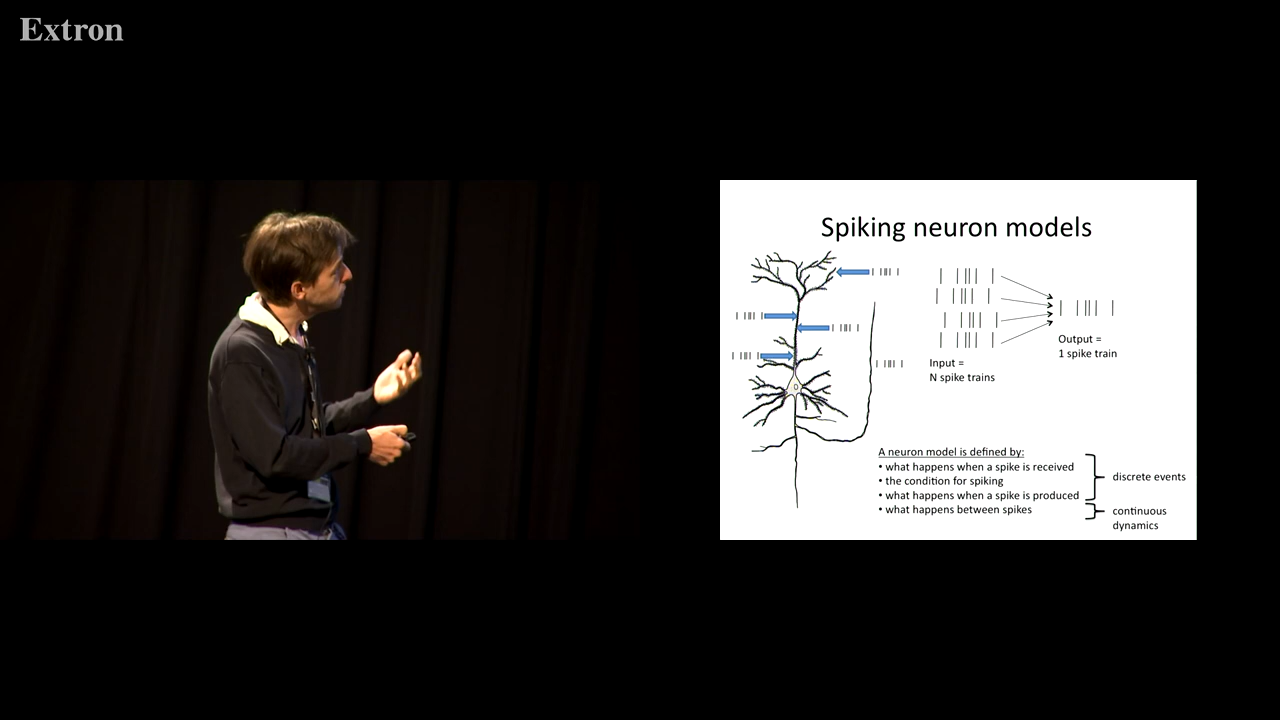 Extron
Spiking neuron models
Output =
1 spike train
Input =
N spike trains
A neuron model is defined by:
• what happens when a spike is received
• the condition for spiking
• what happens when a spike is produced
• what happens between spikes
discrete events
continuous
dynamics